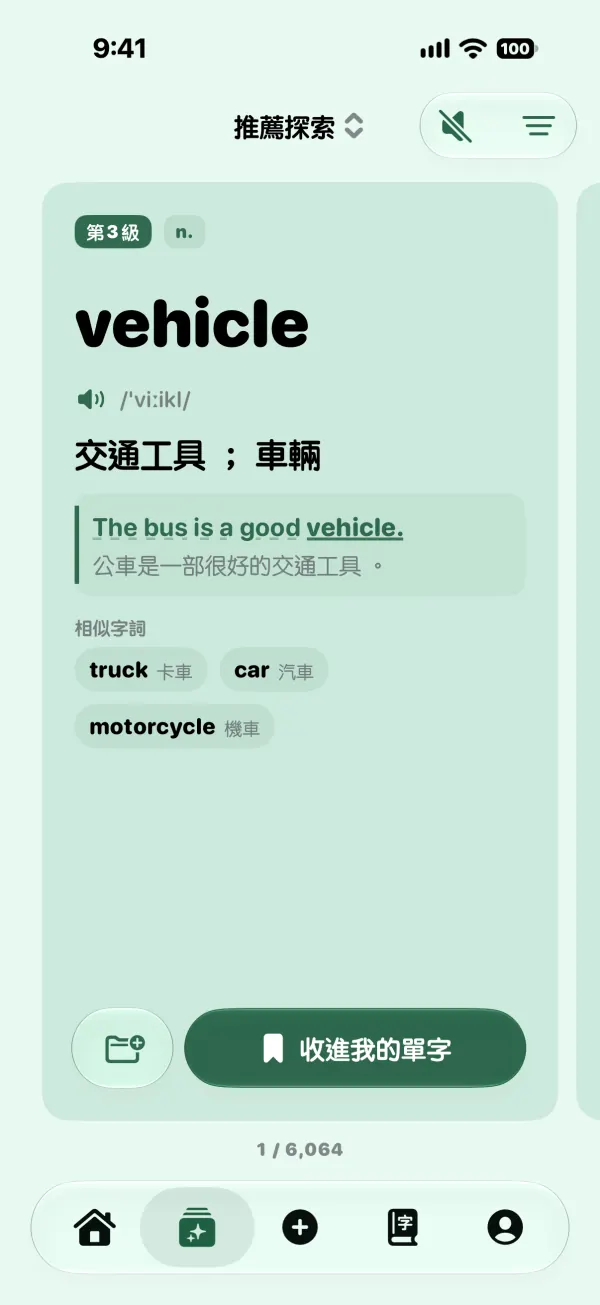 9:41
100
推薦探索
第3級 n.
vehicle
/ˈviːikl/
交通工具 ; 車輛
The bus is a good vehicle.
公車是一部很好的交通工具 。
相似字詞
truck 卡車 car 汽車
motorcycle 機車
收進我的單字
1 / 6,064
字